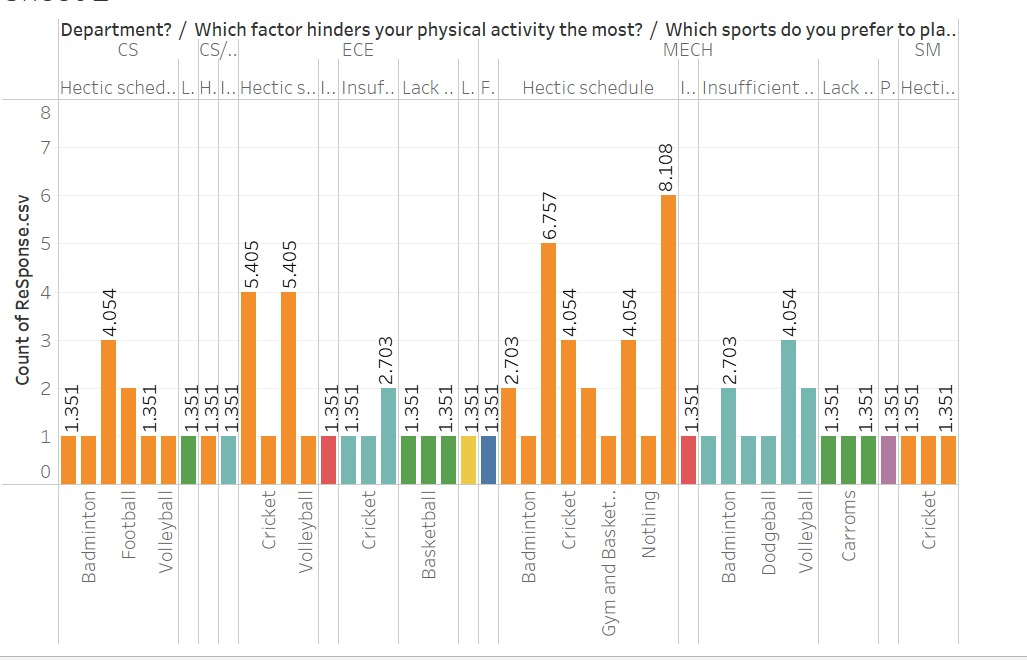 Department? / Which factor hinders your physical activity the most? / Which sports do you prefer to pla..
CS CS/.. ECE MECH SM
Hectic sched.. L. H. I.. Hectic s.. I.. Insuf.. Lack .. L. F. Hectic schedule I.. Insufficient .. Lack .. P. Hecti..
Count of ReSponse.csv
8
7
6
5
4
3
2
1
0
1.351 4.054 1.351 1.351 1.351 1.351 5.405 5.405 1.351 1.351 2.703 1.351 1.351 1.351 1.351 2.703 6.757 4.054 4.054 8.108 1.351 2.703 4.054 1.351 1.351 1.351 1.351 1.351
Badminton
Football
Volleyball
Cricket
Volleyball
Cricket
Basketball
Badminton
Cricket
Gym and Basket..
Nothing
Badminton
Dodgeball
Volleyball
Carroms
Cricket